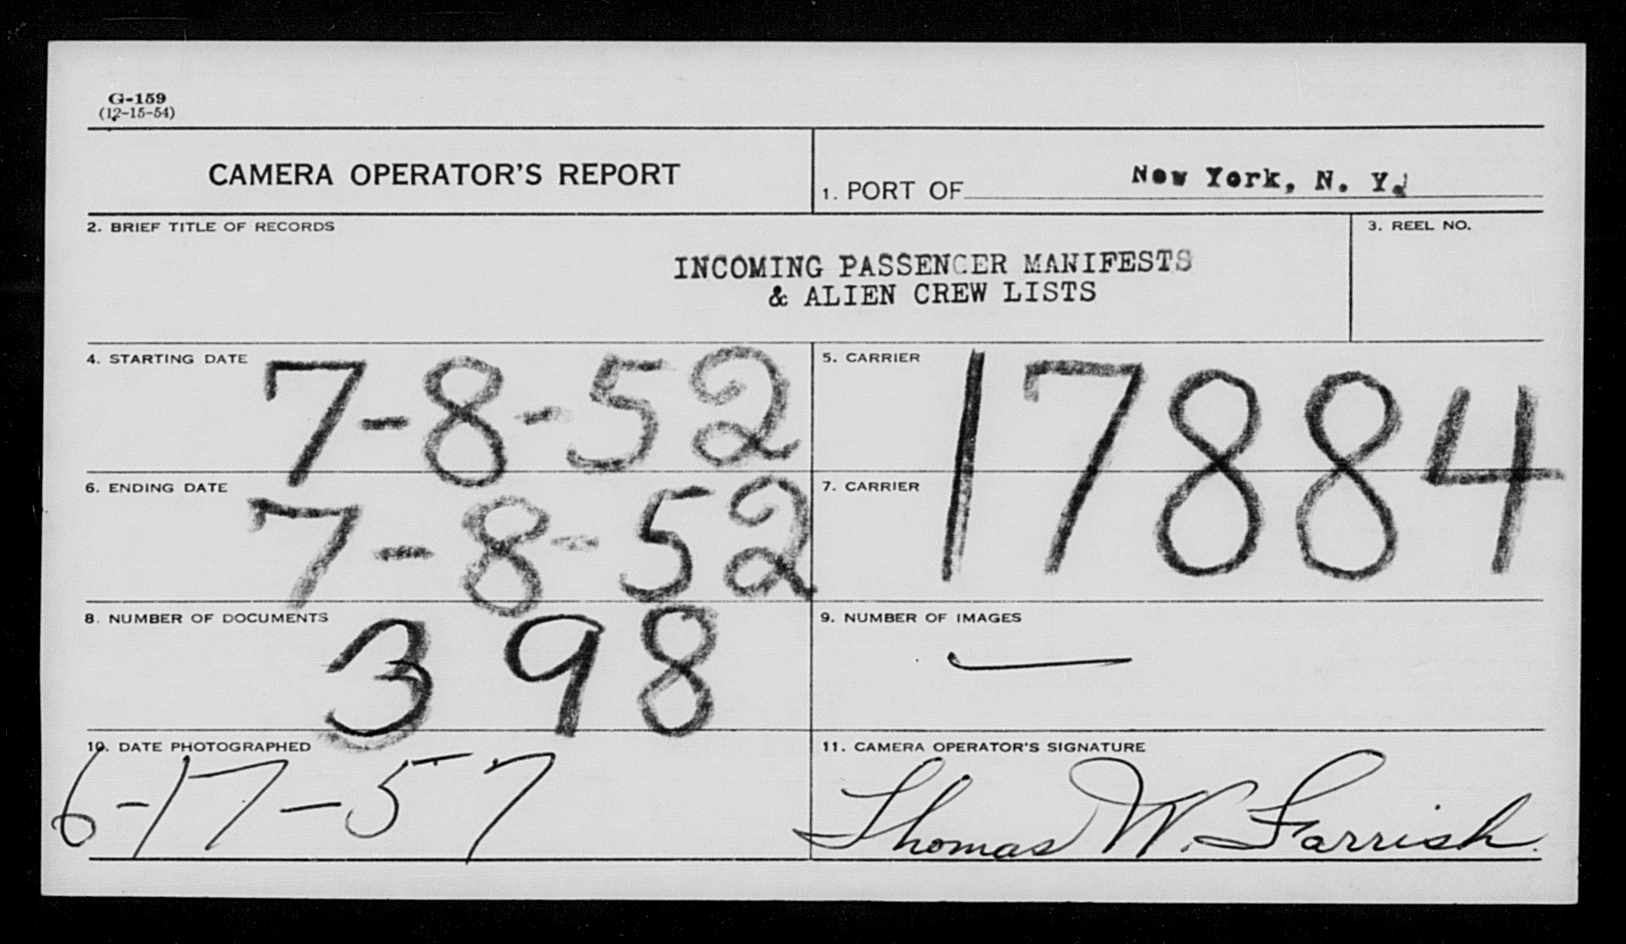 G-159
(12-15-54)
CAMERA OPERATOR'S REPORT
1. PORT OF New York, N. Y.
2. BRIEF TITLE OF RECORDS
INCOMING PASSENGER MANIFESTS
& ALIEN CREW LISTS
3. REEL NO.
4. STARTING DATE 7-8-52
5. CARRIER 17884
6. ENDING DATE 7-8-52
7. CARRIER
8. NUMBER OF DOCUMENTS 398
9. NUMBER OF IMAGES —
10. DATE PHOTOGRAPHED
6-17-57
11. CAMERA OPERATOR'S SIGNATURE
Thomas W. Farrish.